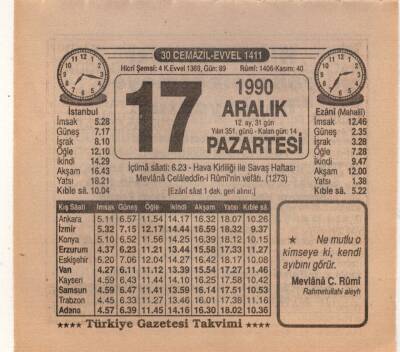 30 CEMAZİL-EVVEL 1411
Hicrî Şemsî: 4 K.Evvel 1369, Gün: 89
Rûmî: 1406-Kasım: 40
17
1990
ARALIK
12. ay, 31 gün
Yılın 351. günü - Kalan gün: 14
PAZARTESİ
İstanbul
İmsak 5.28
Güneş 7.17
İşrak 8.10
Öğle 12.10
İkindi 14.29
Akşam 16.43
Yatsı 18.21
Kıble sâ. 10.04
Ezânî (Mahallî)
İmsak 12.46
Güneş 2.35
İşrak 3.28
Öğle 7.28
İkindi 9.47
Akşam 12.00
Yatsı 1.38
Kıble sâ. 5.22
İçtimâ sâati: 6.23 - Hava Kirliliği ile Savaş Haftası
Mevlânâ Celâleddîn-i Rûmî'nin vefâtı. (1273)
[Ezânî sâat 1 dak. geri alınır.]
Kış Sâati İmsak Güneş Öğle İkindi Akşam Yatsı Kıble
Ankara 5.11 6.57 11.54 14.17 16.32 18.07 10.26
İzmir 5.32 7.15 12.17 14.44 16.59 18.32 9.37
Konya 5.10 6.52 11.56 14.25 16.39 18.12 10.15
Erzurum 4.37 6.23 11.21 13.44 15.58 17.33 11.27
Eskişehir 5.20 7.06 12.04 14.27 16.42 18.17 10.08
Van 4.27 6.11 11.12 13.39 15.54 17.27 11.46
Kayseri 4.59 6.43 11.44 14.10 16.25 17.58 10.42
Samsun 4.59 6.47 11.41 13.59 16.14 17.51 10.53
Trabzon 4.45 6.33 11.27 13.46 16.01 17.38 11.16
Adana 4.57 6.39 11.45 14.16 16.30 18.02 10.36
★ Ne mutlu o
kimseye ki, kendi
ayıbını görür.
Mevlânâ C. Rûmî
Rahmetullahi aleyh
★★★★ Türkiye Gazetesi Takvimi ★★★★